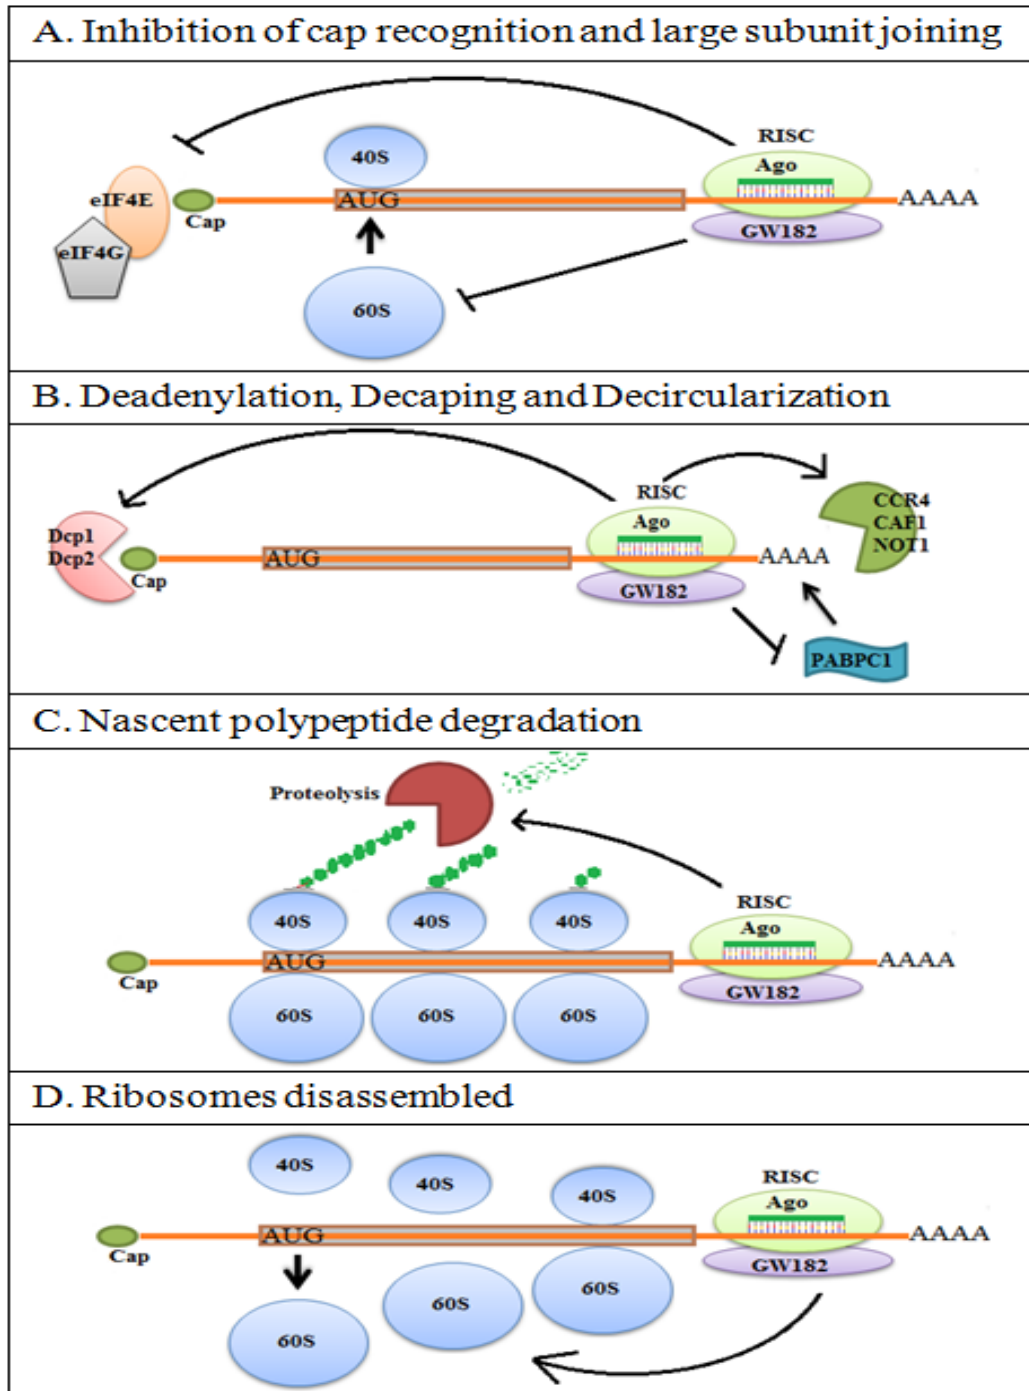 A. Inhibition of cap recognition and large subunit joining
RISC
40S
Ago
eIF4E
AUG
AAAA
Cap
GW182
eIF4G
60S
B. Deadenylation, Decaping and Decircularization
RISC
CCR4
Ago
CAF1
Dcp1
NOT1
Dcp2
AUG
AAAA
Cap
GW182
PABPC1
C. Nascent polypeptide degradation
Proteolysis
RISC
40S
40S
40S
Ago
AUG
AAAA
Cap
GW182
60S
60S
60S
D. Ribosomes disassembled
40S
40S
40S
RISC
Ago
AUG
AAAA
Cap
GW182
60S
60S
60S